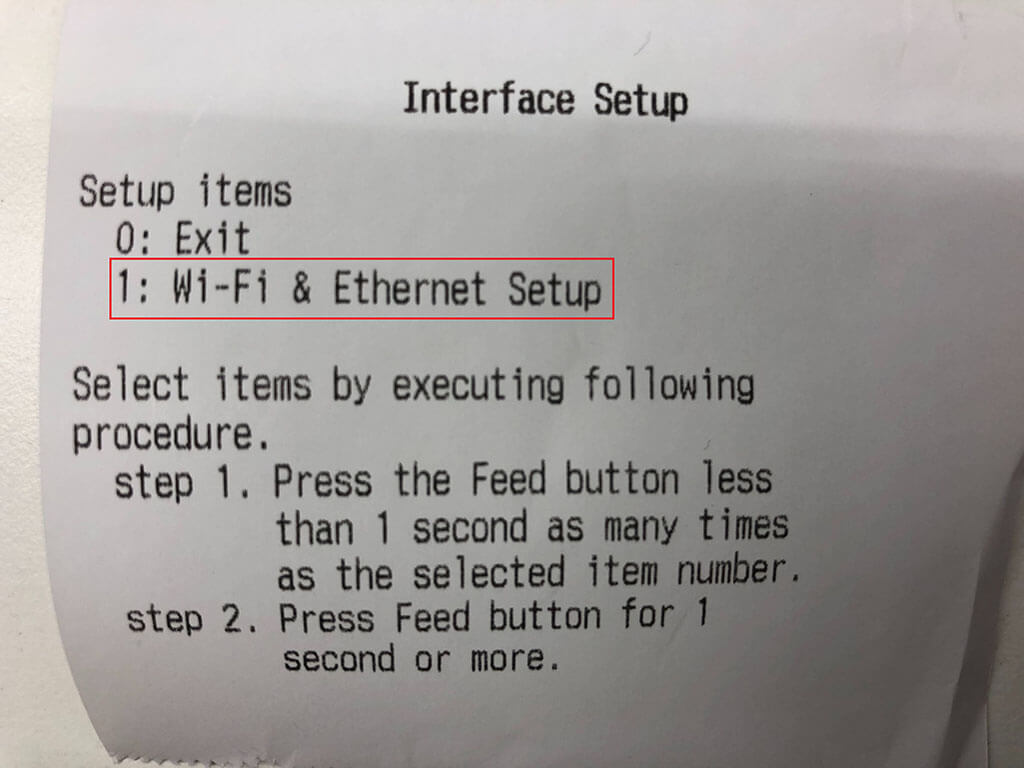 Interface Setup
Setup items
0: Exit
1: Wi-Fi & Ethernet Setup
Select items by executing following
procedure.
step 1. Press the Feed button less
than 1 second as many times
as the selected item number.
step 2. Press Feed button for 1
second or more.